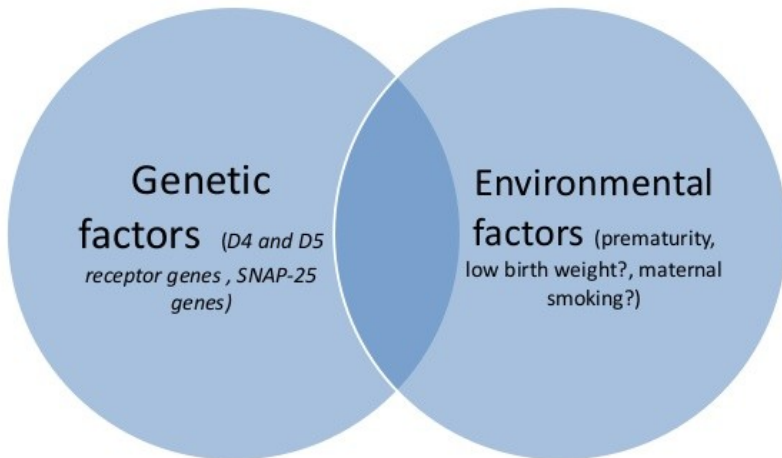 Genetic
factors (D4 and D5
receptor genes , SNAP-25
genes)
Environmental
factors (prematurity,
low birth weight?, maternal
smoking?)